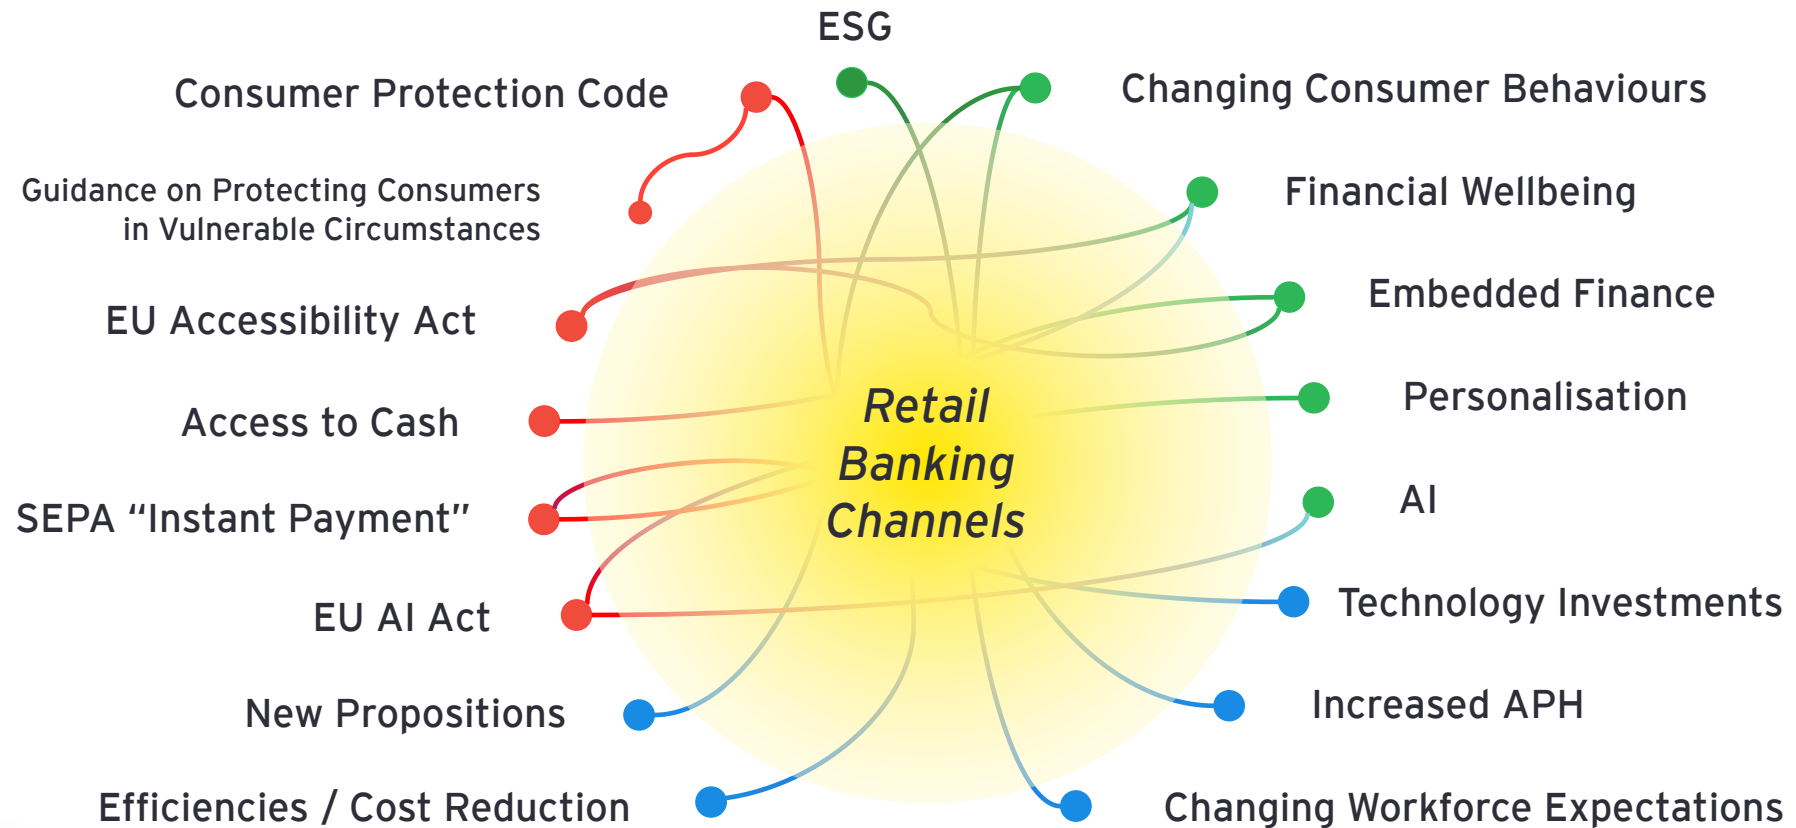 ESG
Consumer Protection Code
Changing Consumer Behaviours
Guidance on Protecting Consumers
in Vulnerable Circumstances
Financial Wellbeing
EU Accessibility Act
Embedded Finance
Access to Cash
Personalisation
Retail
Banking
Channels
SEPA “Instant Payment”
AI
EU AI Act
Technology Investments
New Propositions
Increased APH
Efficiencies / Cost Reduction
Changing Workforce Expectations